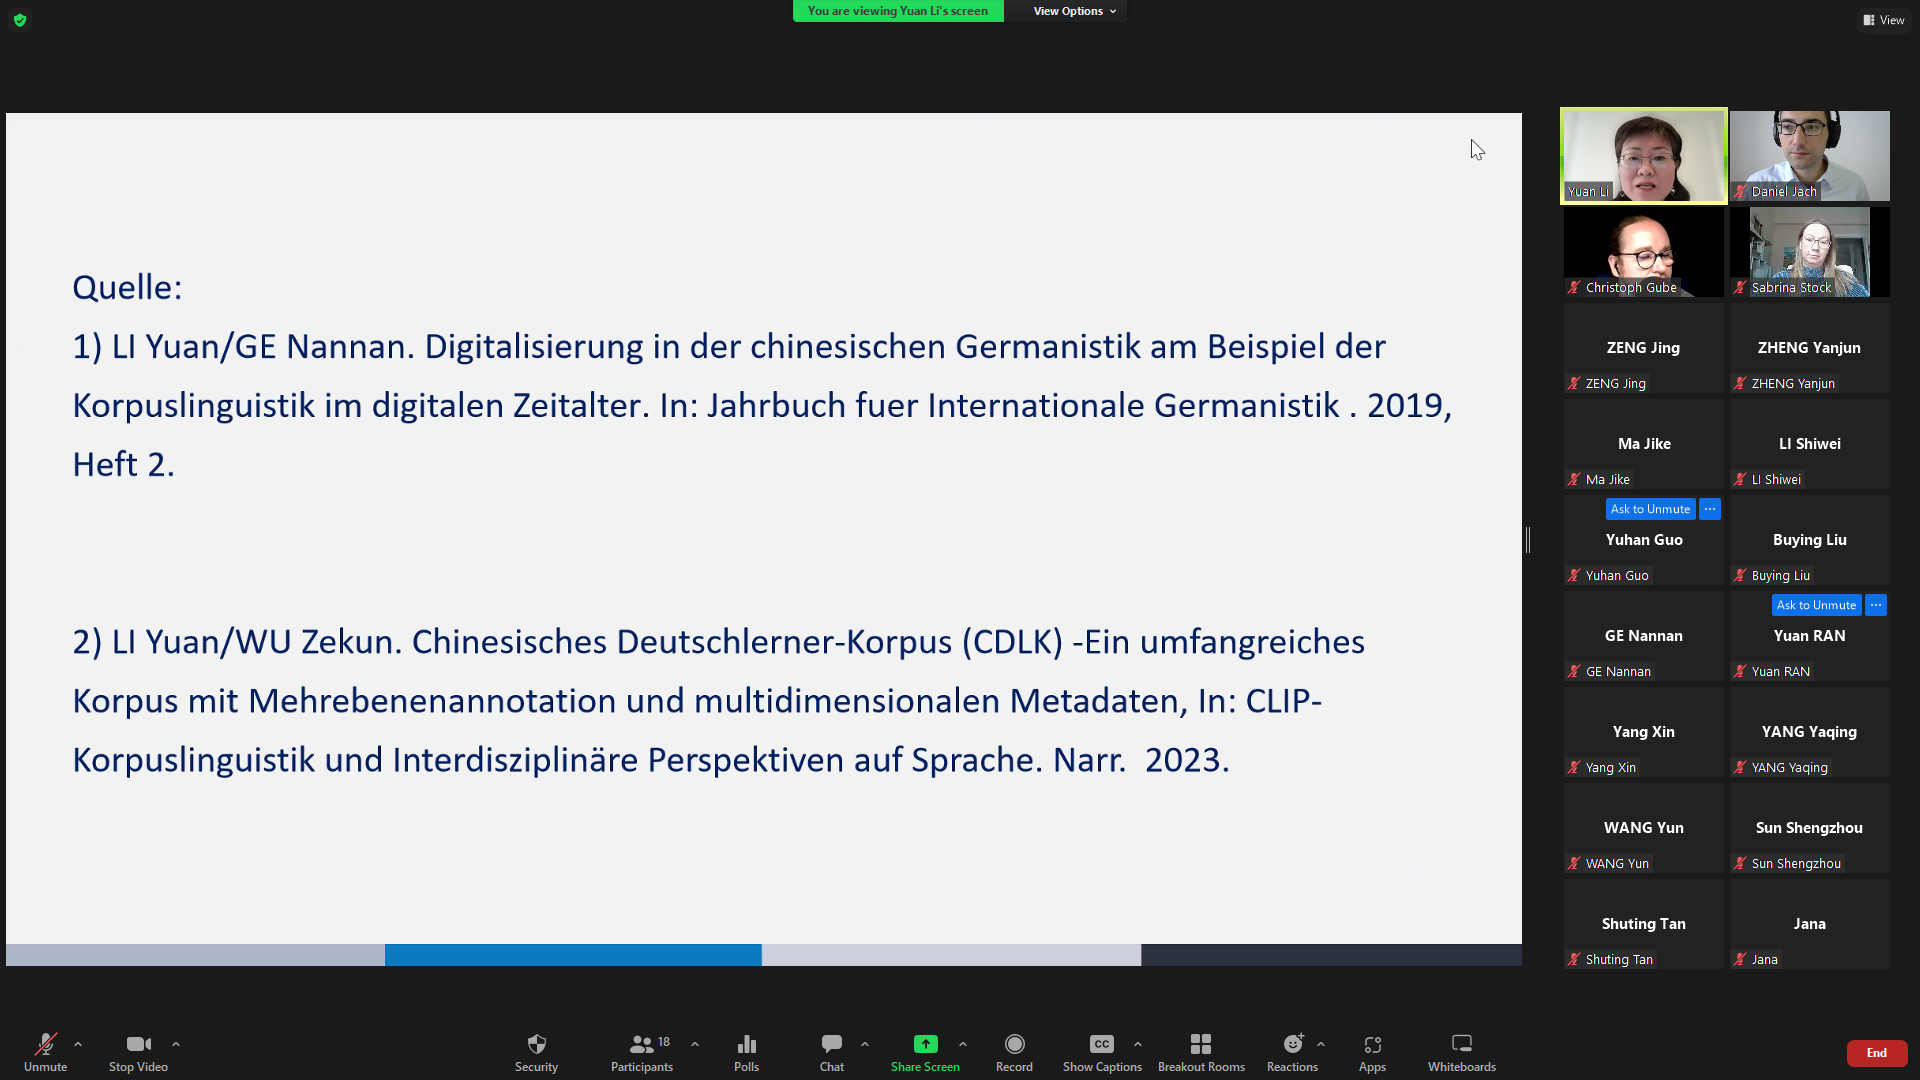 You are viewing Yuan Li's screen
View Options
View
Quelle:
1) LI Yuan/GE Nannan. Digitalisierung in der chinesischen Germanistik am Beispiel der
Korpuslinguistik im digitalen Zeitalter. In: Jahrbuch fuer Internationale Germanistik . 2019,
Heft 2.
2) LI Yuan/WU Zekun. Chinesisches Deutschlerner-Korpus (CDLK) -Ein umfangreiches
Korpus mit Mehrebenenannotation und multidimensionalen Metadaten, In: CLIP-
Korpuslinguistik und Interdisziplinäre Perspektiven auf Sprache. Narr.  2023.
Yuan Li
Daniel Jach
Christoph Gube
Sabrina Stock
ZENG Jing
ZENG Jing
ZHENG Yanjun
ZHENG Yanjun
Ma Jike
Ma Jike
LI Shiwei
LI Shiwei
Ask to Unmute ...
Yuhan Guo
Yuhan Guo
Buying Liu
Buying Liu
GE Nannan
GE Nannan
Ask to Unmute ...
Yuan RAN
Yuan RAN
Yang Xin
Yang Xin
YANG Yaqing
YANG Yaqing
WANG Yun
WANG Yun
Sun Shengzhou
Sun Shengzhou
Shuting Tan
Shuting Tan
Jana
Jana
Unmute
Stop Video
Security
Participants 18
Polls
Chat
Share Screen
Record
CC
Show Captions
Breakout Rooms
Reactions
Apps
Whiteboards
End